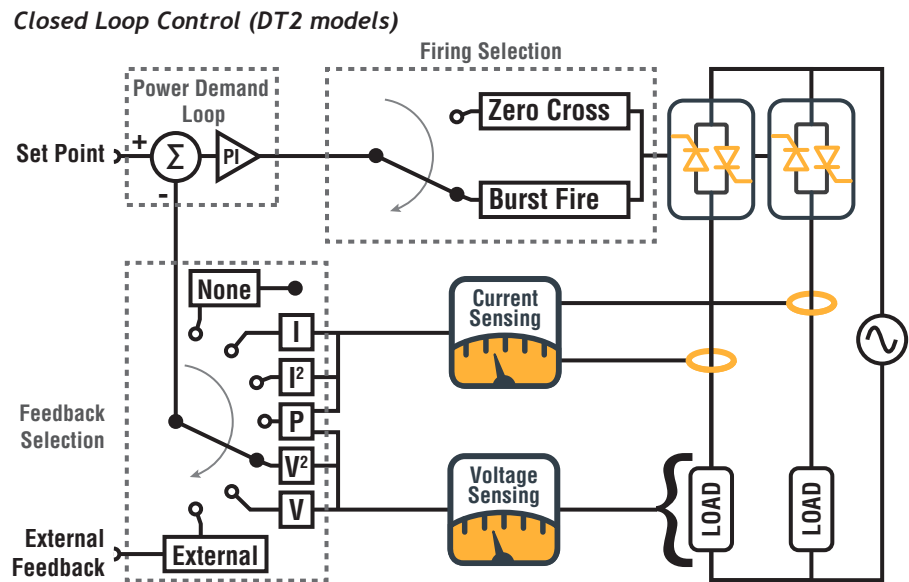 Closed Loop Control (DT2 models)
Firing Selection
Power Demand
Loop
Zero Cross
+
Set Point
Σ
PI
-
Burst Fire
None
Current
Sensing
I
I²
P
Feedback
Selection
V²
V
Voltage
Sensing
LOAD
LOAD
External
Feedback
External